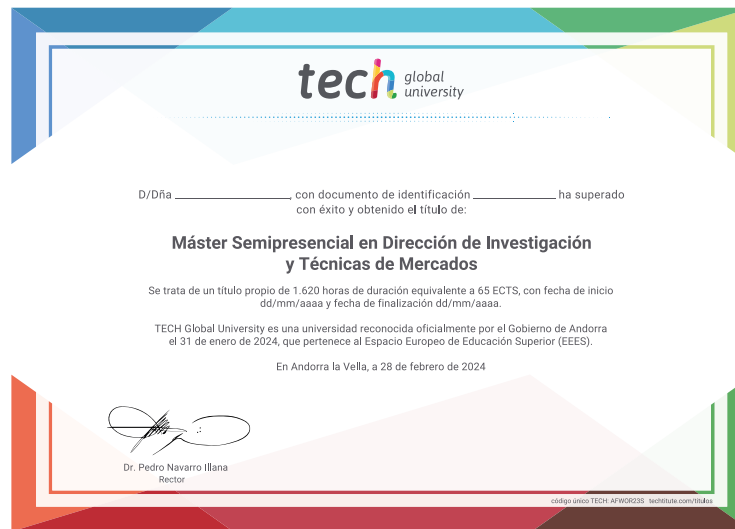 tech global university
D/Dña ____________________, con documento de identificación ______________ ha superado
con éxito y obtenido el título de:
Máster Semipresencial en Dirección de Investigación
y Técnicas de Mercados
Se trata de un título propio de 1.620 horas de duración equivalente a 65 ECTS, con fecha de inicio
dd/mm/aaaa y fecha de finalización dd/mm/aaaa.
TECH Global University es una universidad reconocida oficialmente por el Gobierno de Andorra
el 31 de enero de 2024, que pertenece al Espacio Europeo de Educación Superior (EEES).
En Andorra la Vella, a 28 de febrero de 2024
Dr. Pedro Navarro Illana
Rector
código único TECH: AFWOR23S techtitute.com/titulos